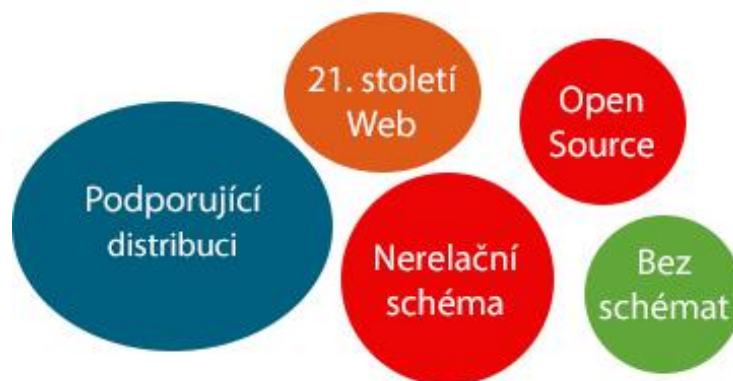 21. století
Web
Open
Source
Podporující
distribuci
Nerelační
schéma
Bez
schémat